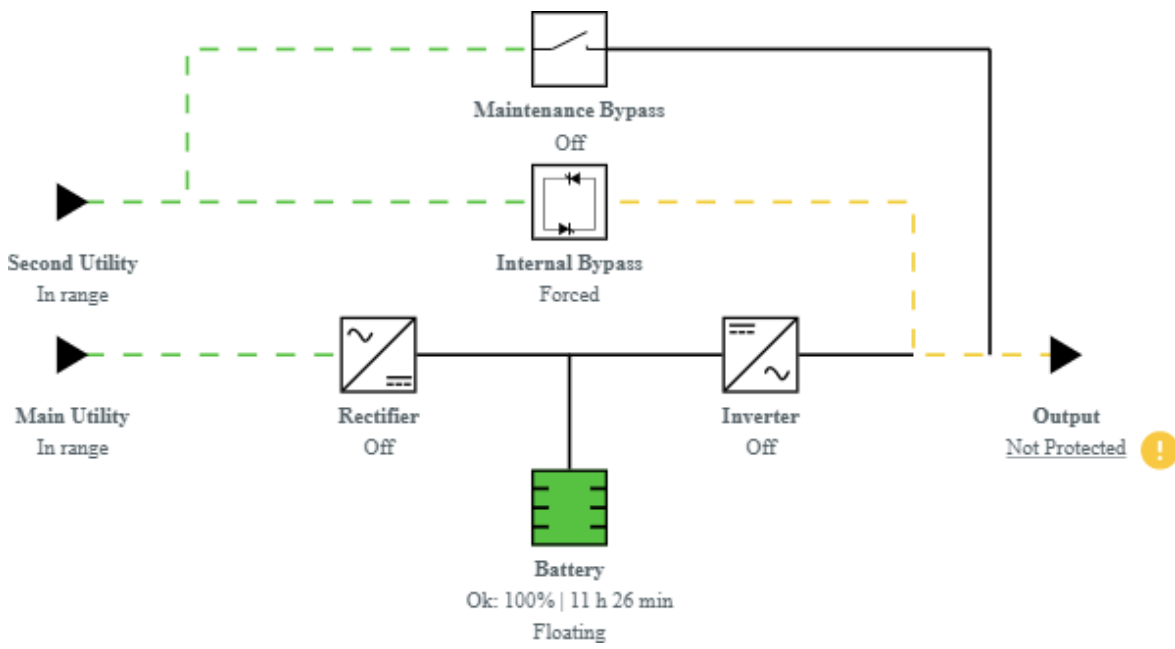 Maintenance Bypass
Off
Second Utility
In range
Internal Bypass
Forced
Main Utility
In range
Rectifier
Off
Inverter
Off
Output
Not Protected
!
Battery
Ok: 100% | 11 h 26 min
Floating